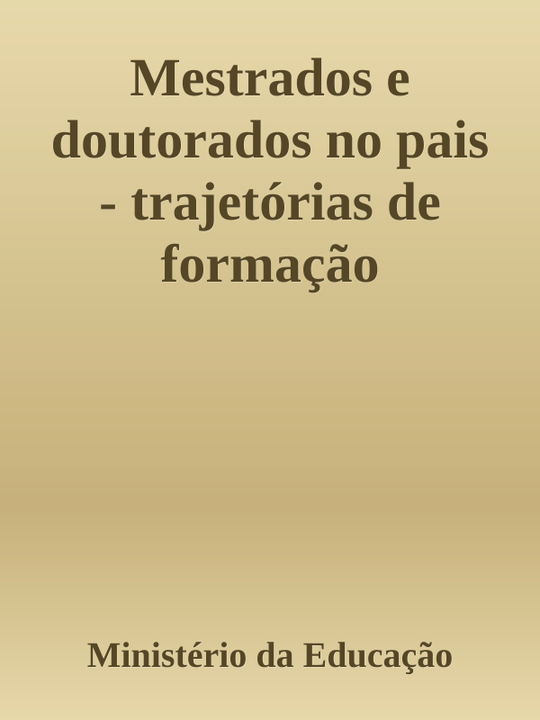 Mestrados e
doutorados no pais
- trajetórias de
formação
Ministério da Educação